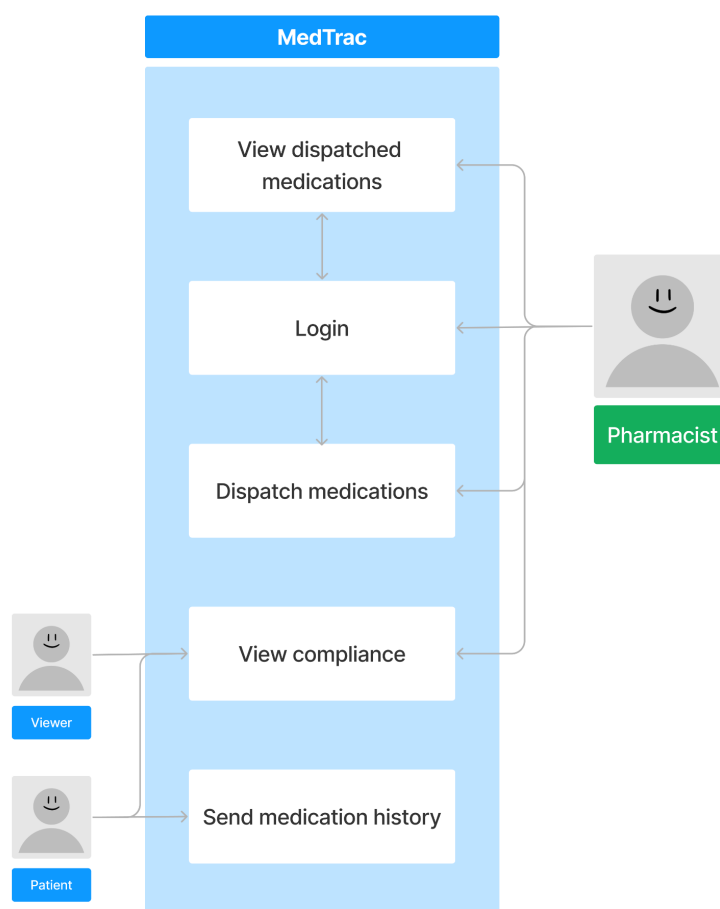 MedTrac
View dispatched
medications
Login
Pharmacist
Dispatch medications
View compliance
Viewer
Send medication history
Patient